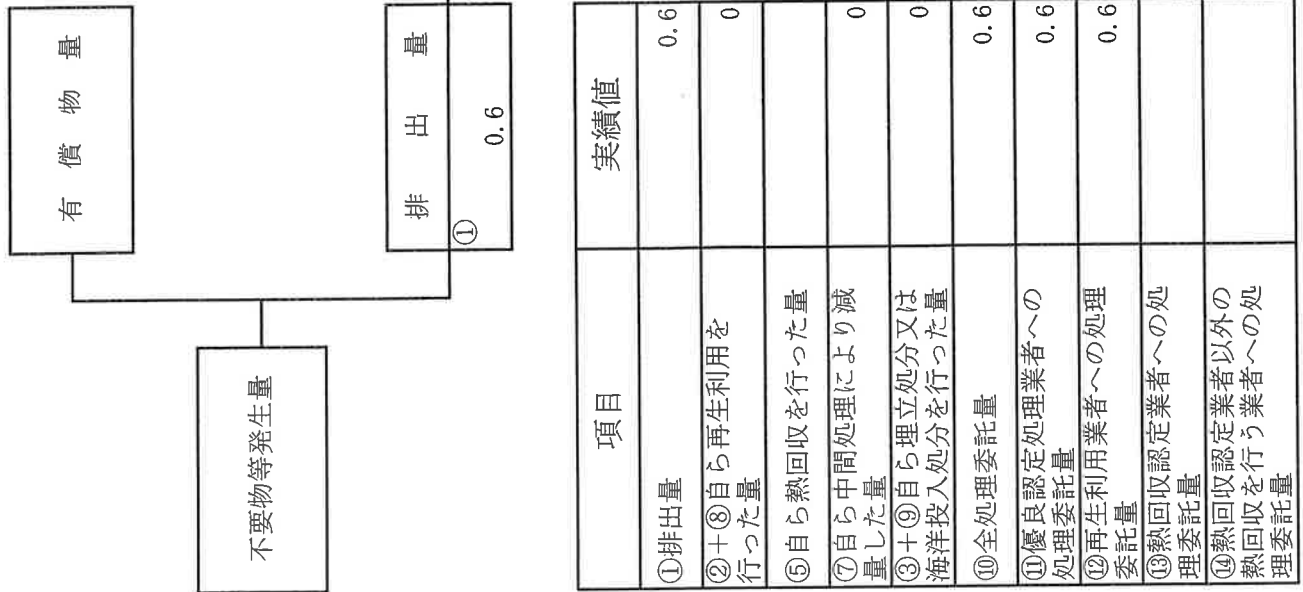 有償物量
不要物等発生量
排出量
①
0.6
項目
実績値
①排出量
0.6
②+⑧自ら再生利用を
行った量
0
⑤自ら熱回収を行った量
⑦自ら中間処理により減
量した量
0
③+⑨自ら埋立処分又は
海洋投入処分を行った量
0
⑩全処理委託量
0.6
⑪優良認定処理業者への
処理委託量
0.6
⑫再生利用業者への処理
委託量
0.6
⑬熱回収認定業者への処
理委託量
⑭熱回収認定業者以外の
熱回収を行う業者への処
理委託量